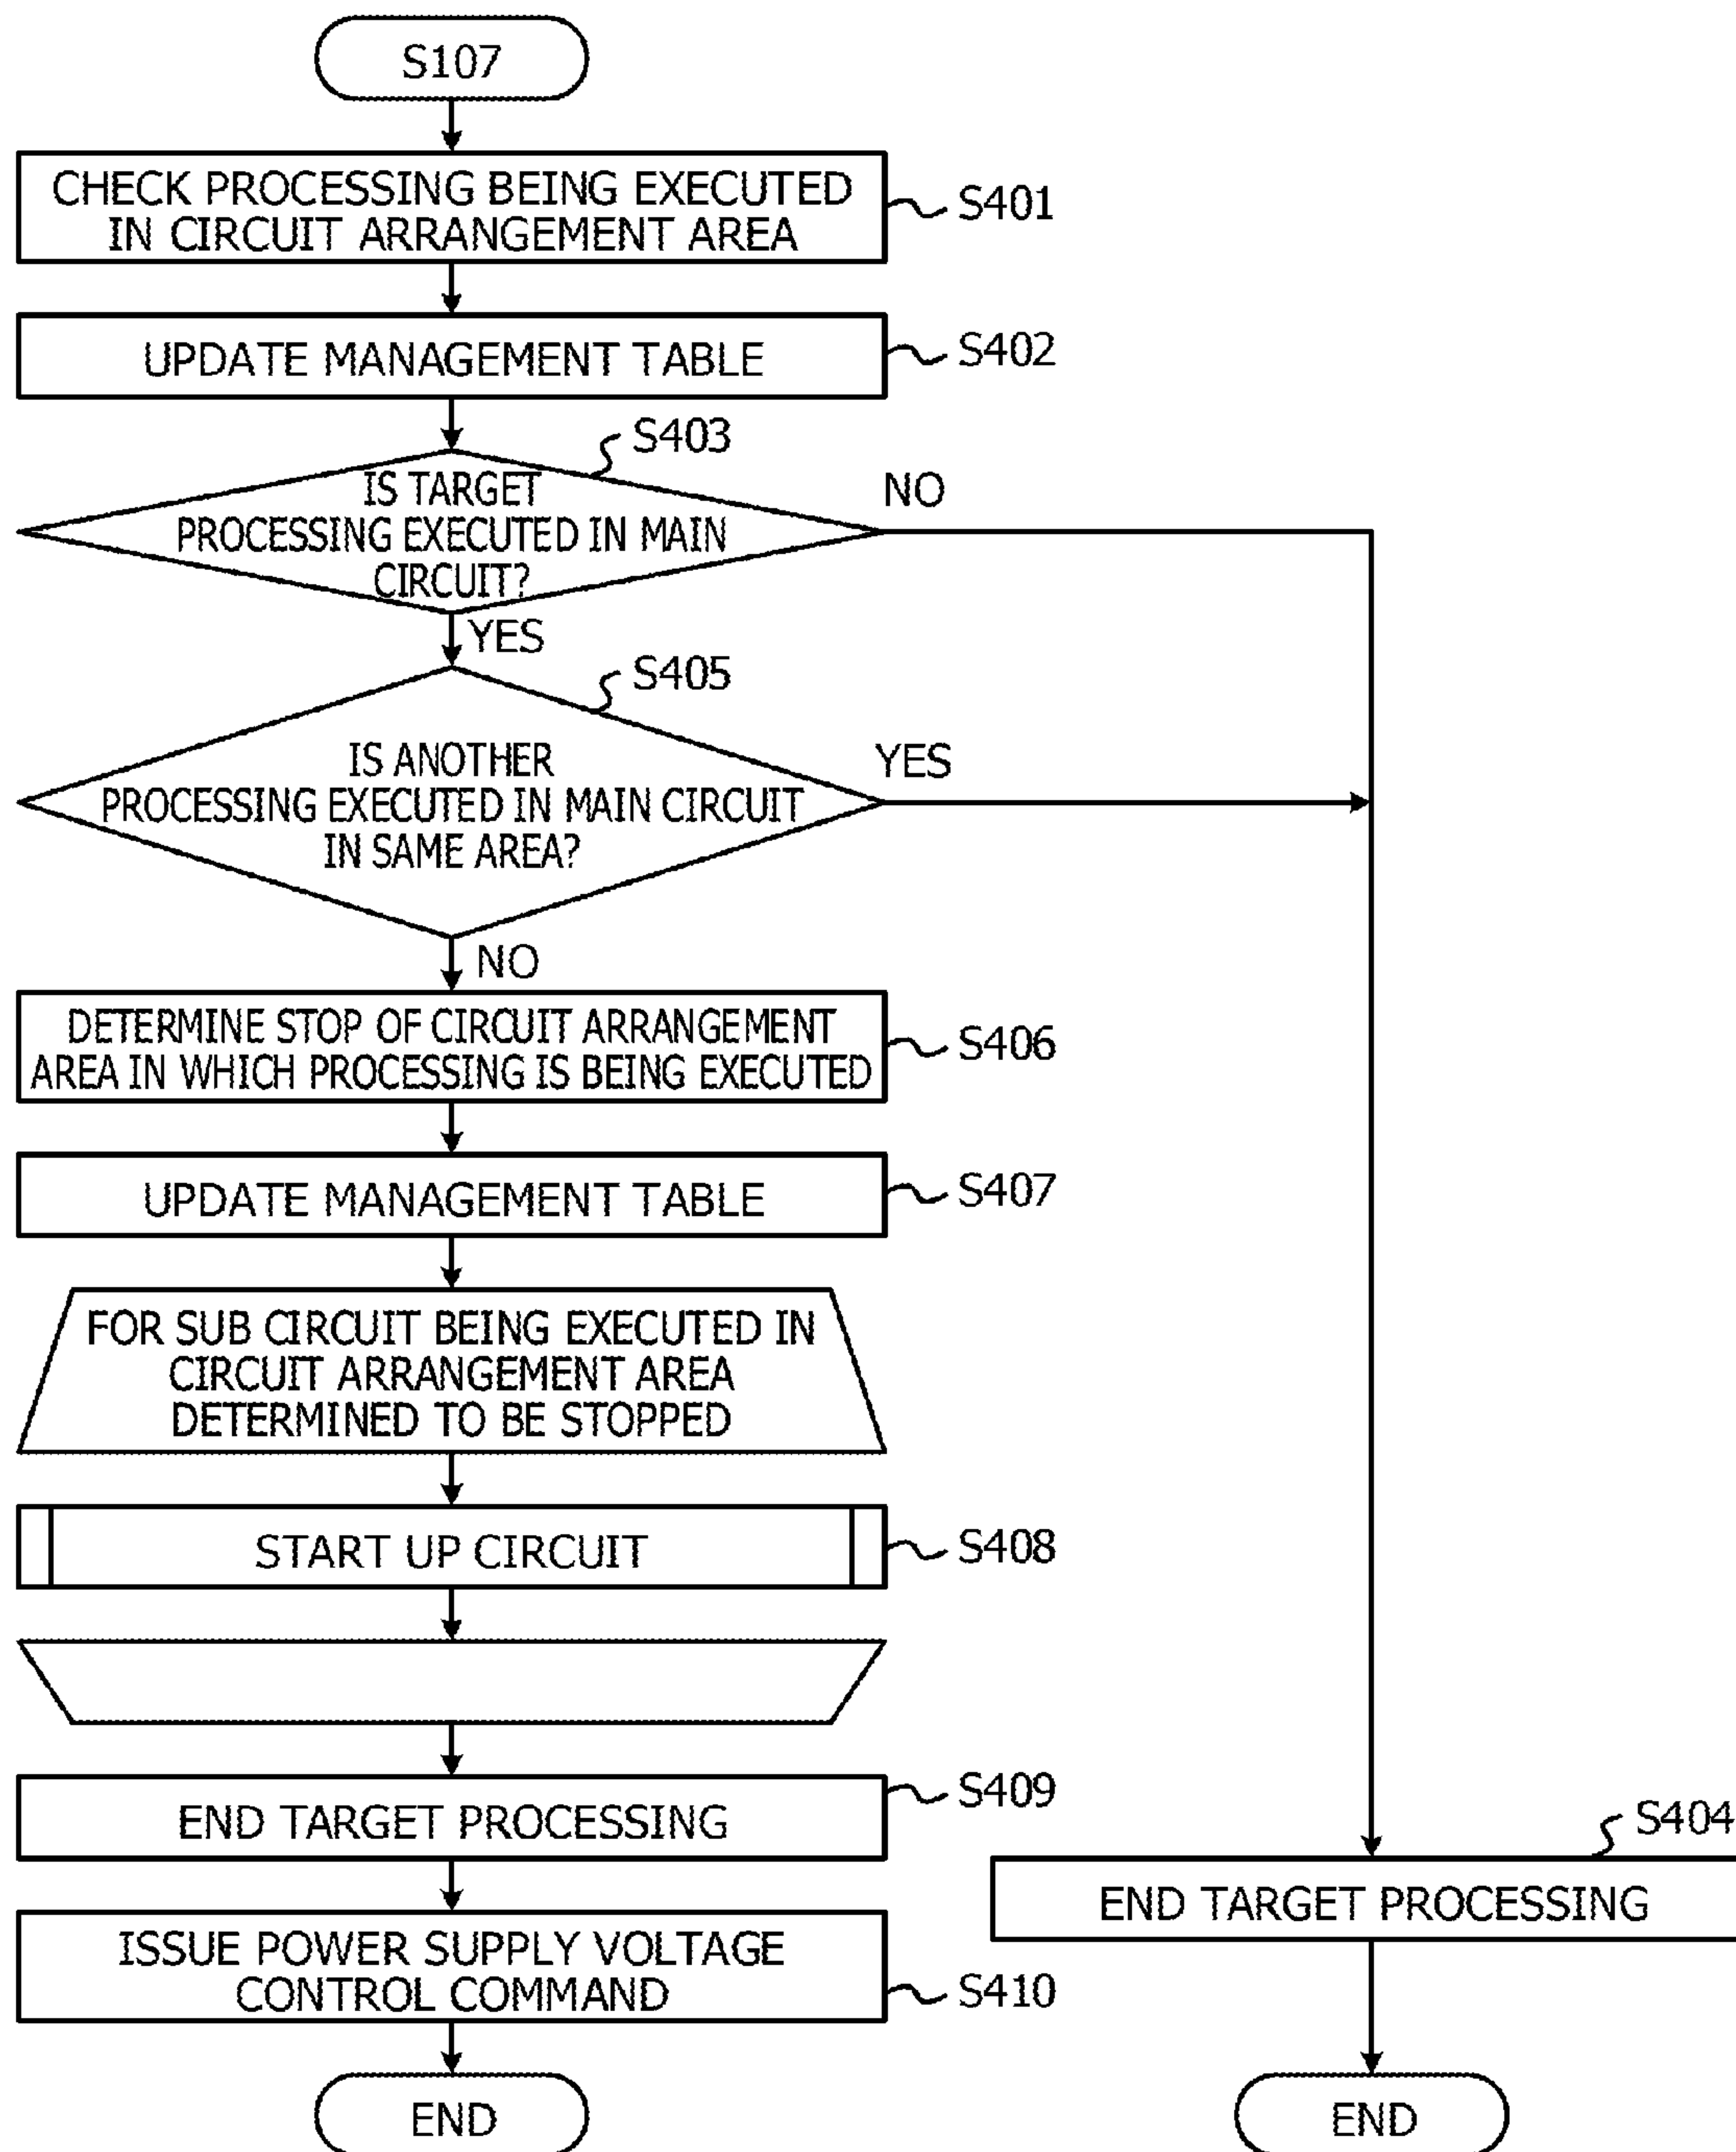 S107
CHECK PROCESSING BEING EXECUTED
IN CIRCUIT ARRANGEMENT AREA
S401
UPDATE MANAGEMENT TABLE
S402
S403
IS TARGET
PROCESSING EXECUTED IN MAIN
CIRCUIT?
NO
YES
S405
IS ANOTHER
PROCESSING EXECUTED IN MAIN CIRCUIT
IN SAME AREA?
YES
NO
DETERMINE STOP OF CIRCUIT ARRANGEMENT
AREA IN WHICH PROCESSING IS BEING EXECUTED
S406
UPDATE MANAGEMENT TABLE
S407
FOR SUB CIRCUIT BEING EXECUTED IN
CIRCUIT ARRANGEMENT AREA
DETERMINED TO BE STOPPED
START UP CIRCUIT
S408
END TARGET PROCESSING
S409
ISSUE POWER SUPPLY VOLTAGE
CONTROL COMMAND
S410
END
S404
END TARGET PROCESSING
END